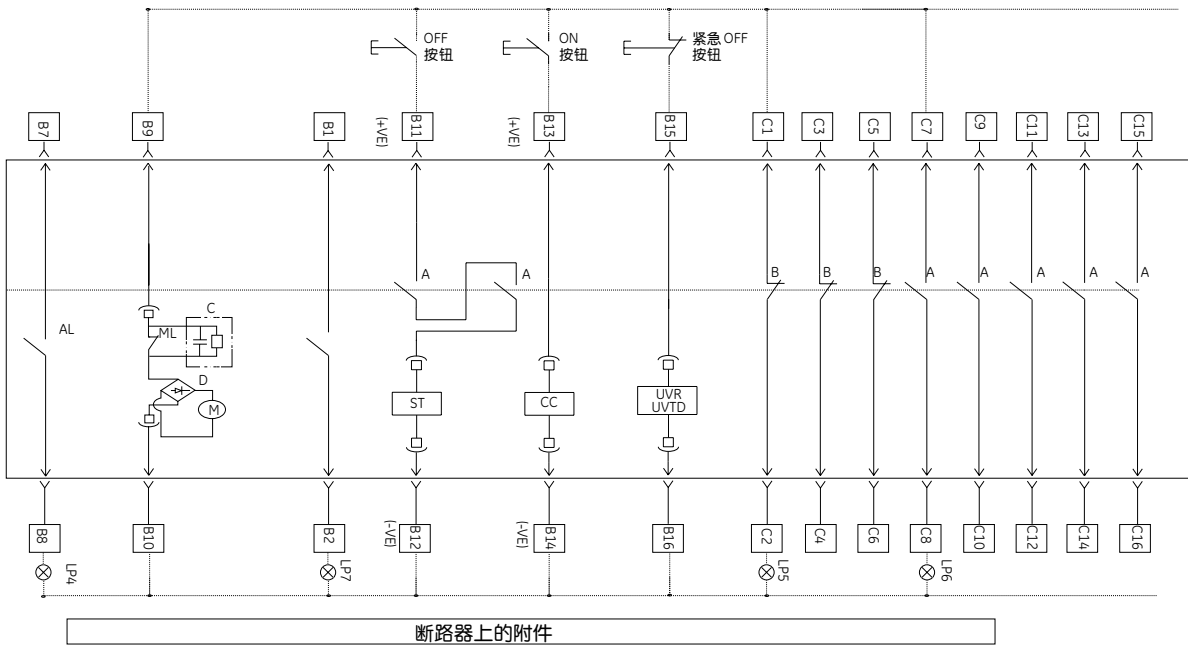 OFF
按钮
ON
按钮
紧急 OFF
按钮
B7
B9
B1
(+VE)
B11
(+VE)
B13
B15
C1
C3
C5
C7
C9
C11
C13
C15
A
A
B
B
B
A
A
A
A
A
AL
C
ML
D
M
ST
CC
UVR
UVTD
B8
B10
B2
(-VE)
B12
(-VE)
B14
B16
C2
C4
C6
C8
C10
C12
C14
C16
LP4
LP7
LP5
LP6
断路器上的附件